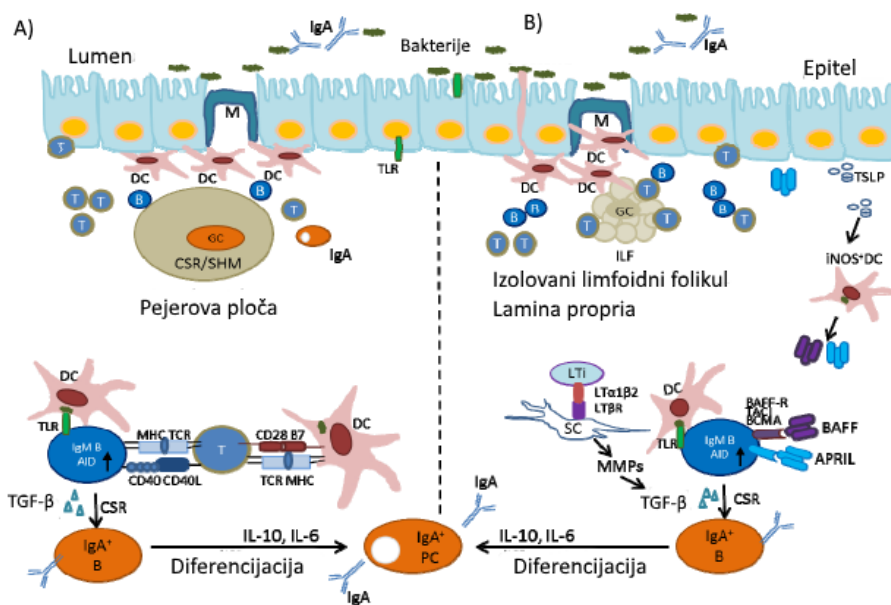 A)
B)
IgA
IgA
Lumen
Bakterije
Epitel
M
M
T
T
DC
DC
DC
TLR
DC
DC
DC
TSLP
T
T
T
B
B
T
T
GC
CSR/SHM
IgA
B
B
T
T
T
T
GC
T
T
B
B
T
ILF
iNOS⁺DC
Pejerova ploča
Izolovani limfoidni folikul
Lamina propria
DC
TLR
IgM B
AID
MHC TCR
CD40 CD40L
T
CD28 B7
TCR MHC
DC
LTi
LTα1β2
LTβR
SC
MMPs
DC
TLR
IgM B
AID
BAFF-R
TACI
BCMA
BAFF
APRIL
TGF-β
CSR
TGF-β
CSR
IgA⁺
B
IL-10, IL-6
Diferencijacija
IgA⁺
PC
IgA
IgA
IL-10, IL-6
Diferencijacija
IgA⁺
B